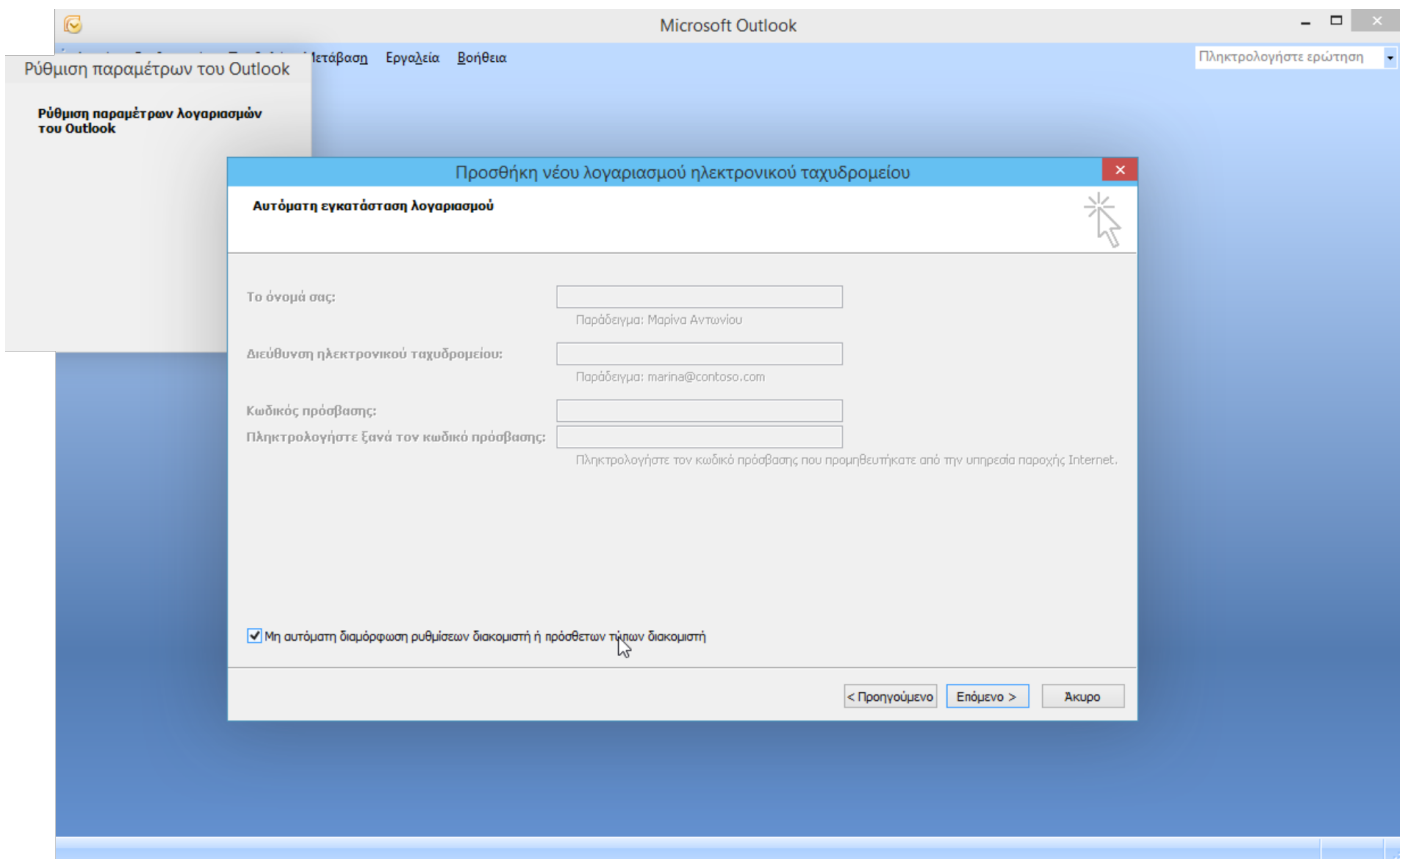 Microsoft Outlook
Μετάβαση Εργαλεία Βοήθεια
Πληκτρολογήστε ερώτηση
Ρύθμιση παραμέτρων του Outlook
Ρύθμιση παραμέτρων λογαριασμών
του Outlook
Προσθήκη νέου λογαριασμού ηλεκτρονικού ταχυδρομείου
Αυτόματη εγκατάσταση λογαριασμού
Το όνομά σας:
Παράδειγμα: Μαρίνα Αντωνίου
Διεύθυνση ηλεκτρονικού ταχυδρομείου:
Παράδειγμα: marina@contoso.com
Κωδικός πρόσβασης:
Πληκτρολογήστε ξανά τον κωδικό πρόσβασης:
Πληκτρολογήστε τον κωδικό πρόσβασης που προμηθευτήκατε από την υπηρεσία παροχής Internet.
Μη αυτόματη διαμόρφωση ρυθμίσεων διακομιστή ή πρόσθετων τύπων διακομιστή
< Προηγούμενο Επόμενο > Άκυρο